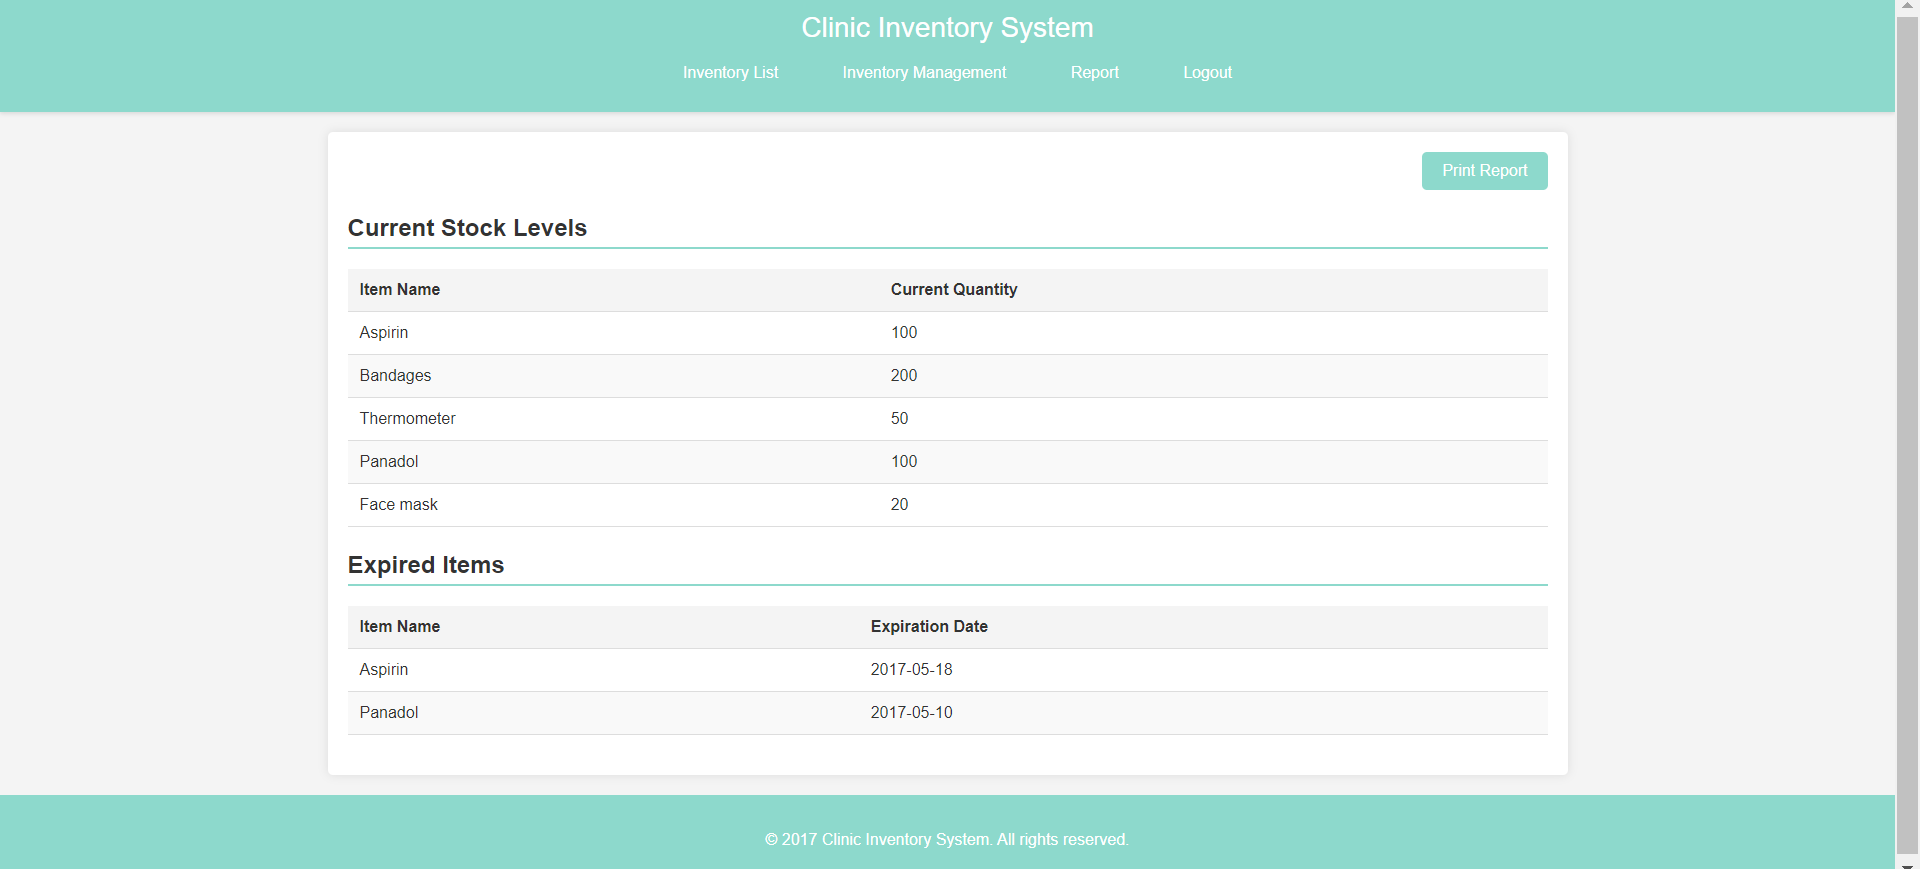 Clinic Inventory System
Inventory List Inventory Management Report Logout
Print Report
Current Stock Levels
Item Name Current Quantity
Aspirin 100
Bandages 200
Thermometer 50
Panadol 100
Face mask 20
Expired Items
Item Name Expiration Date
Aspirin 2017-05-18
Panadol 2017-05-10
© 2017 Clinic Inventory System. All rights reserved.